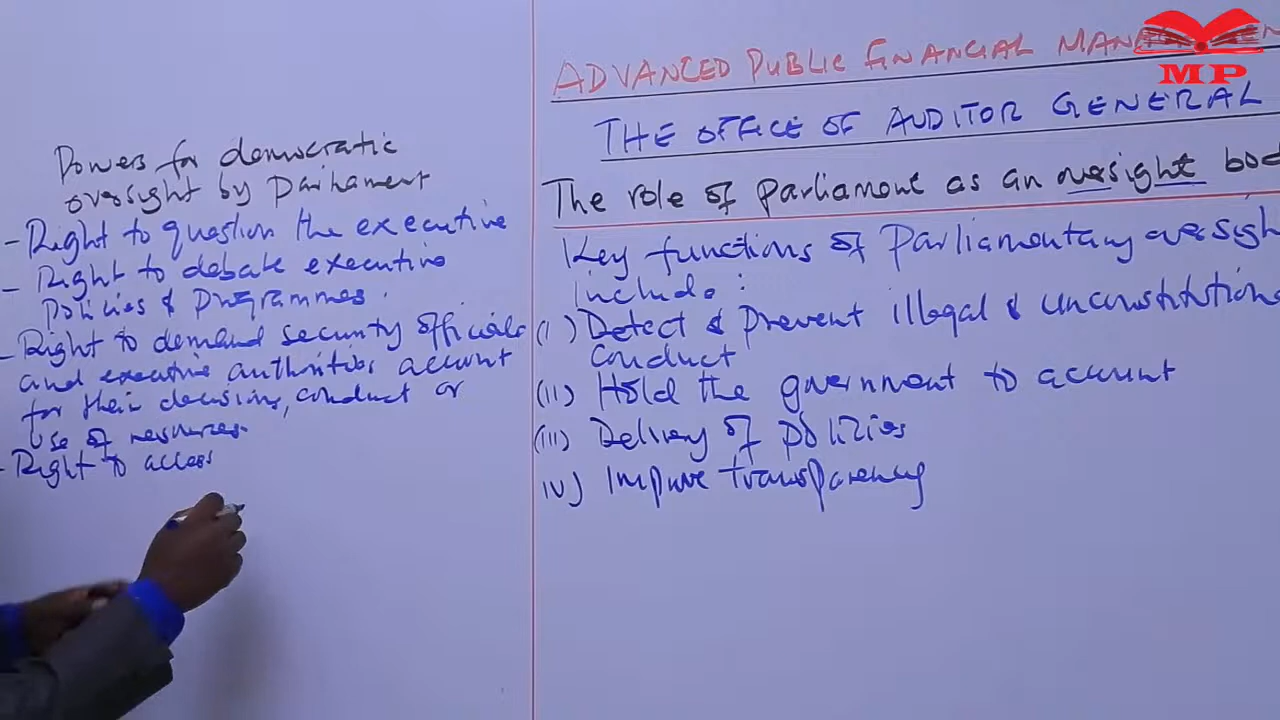 MP
ADVANCED PUBLIC FINANCIAL
THE OFFICE OF AUDITOR GENERAL
The role of parliament as an oversight bod
Key functions of Parliamentary oversigh
include :
(i) Detect & prevent illegal & unconstitutiona
conduct
(ii) Hold the government to account
(iii) Delivery of policies
iv) Improve transparency
Powers for democratic
oversight by parliament
- Right to question the executive
- Right to debate executive
policies & programmes.
- Right to demand security officials
and executive authorities account
for their decisions, conduct or
use of resources.
- Right to access